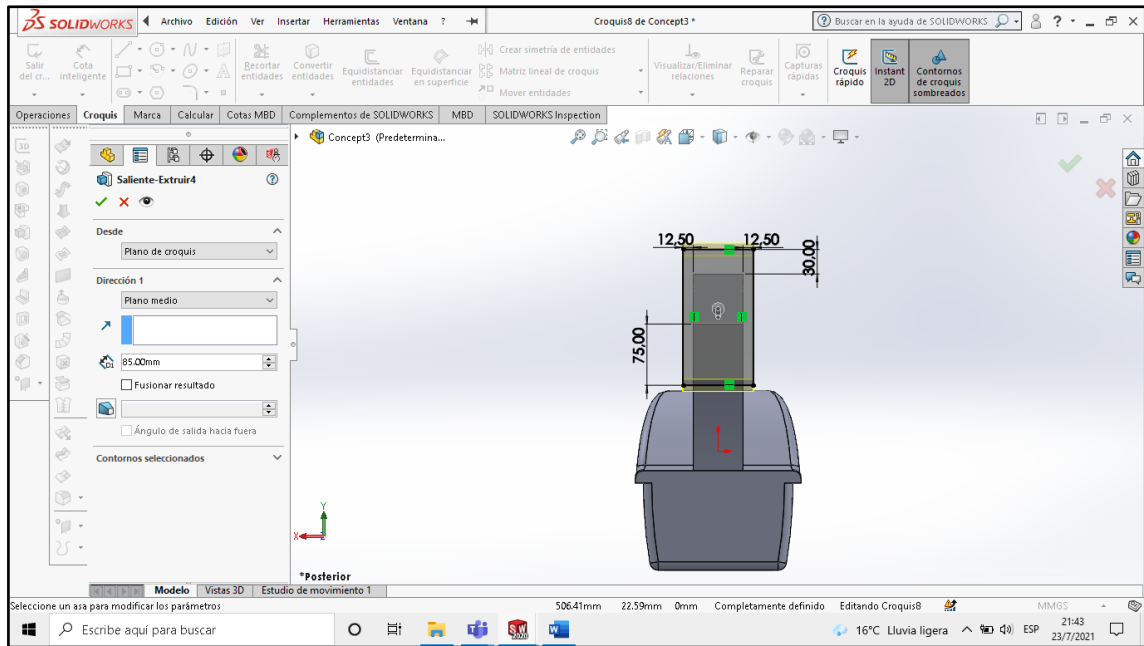 SOLIDWORKS Archivo Edición Ver Insertar Herramientas Ventana ? Croquis8 de Concept3 * Buscar en la ayuda de SOLIDWORKS
Salir del cr...
Cota inteligente
Recortar entidades
Convertir entidades
Equidistanciar entidades
Equidistanciar en superficie
Crear simetría de entidades
Matriz lineal de croquis
Mover entidades
Visualizar/Eliminar relaciones
Reparar croquis
Capturas rápidas
Croquis rápido
Instant 2D
Contornos de croquis sombreados
Operaciones Croquis Marca Calcular Cotas MBD Complementos de SOLIDWORKS MBD SOLIDWORKS Inspection
Concept3 (Predetermina...
Saliente-Extruir4
Desde
Plano de croquis
Dirección 1
Plano medio
D1
85.00mm
Fusionar resultado
Ángulo de salida hacia fuera
Contornos seleccionados
12,50 12,50
30,00
75,00
Y
X
*Posterior
Modelo Vistas 3D Estudio de movimiento 1
Seleccione un asa para modificar los parámetros 506.41mm 22.59mm 0mm Completamente definido Editando Croquis8 MMGS
Escribe aquí para buscar 16°C Lluvia ligera ESP 21:43
23/7/2021